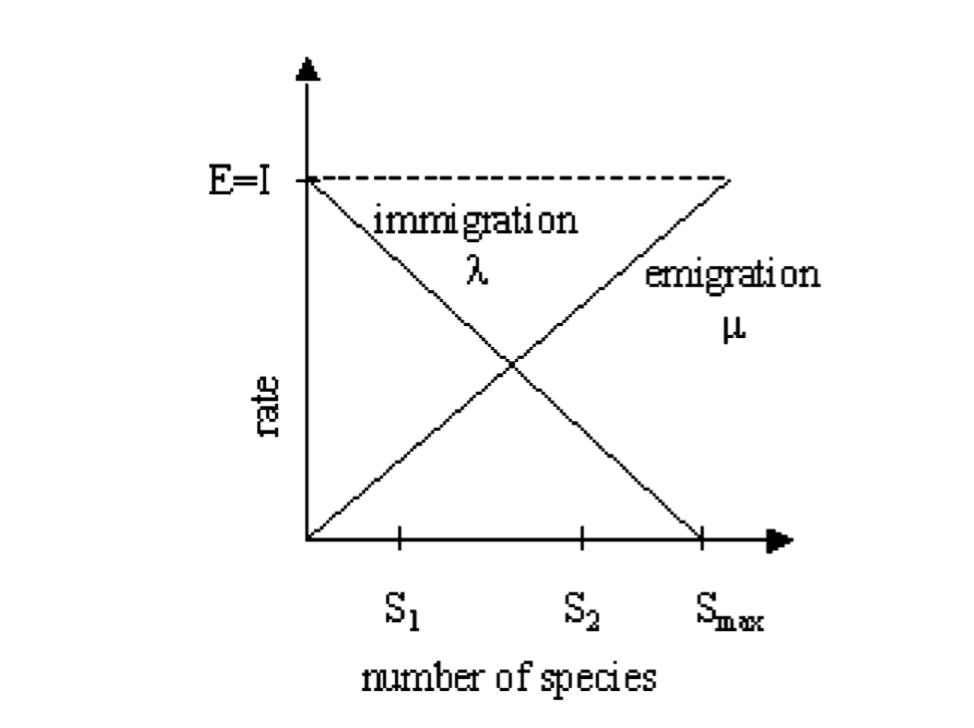 E=I
immigration
λ
emigration
μ
rate
S₁ S₂ Sₘₐₓ
number of species